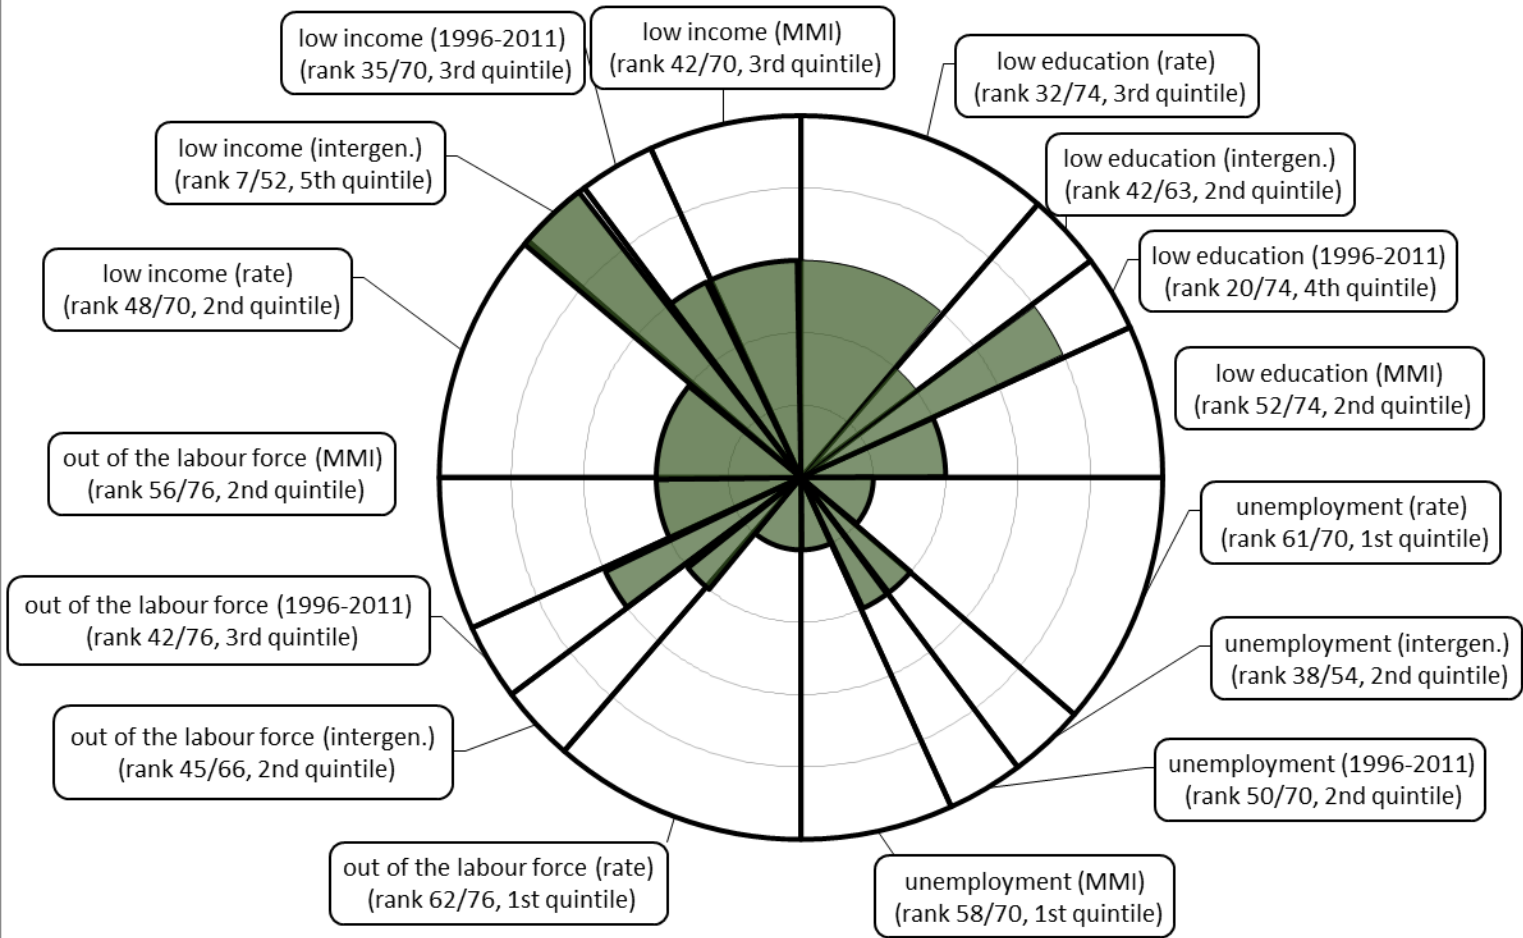 low income (1996-2011)
(rank 35/70, 3rd quintile)
low income (MMI)
(rank 42/70, 3rd quintile)
low education (rate)
(rank 32/74, 3rd quintile)
low income (intergen.)
(rank 7/52, 5th quintile)
low education (intergen.)
(rank 42/63, 2nd quintile)
low education (1996-2011)
(rank 20/74, 4th quintile)
low income (rate)
(rank 48/70, 2nd quintile)
low education (MMI)
(rank 52/74, 2nd quintile)
out of the labour force (MMI)
(rank 56/76, 2nd quintile)
unemployment (rate)
(rank 61/70, 1st quintile)
out of the labour force (1996-2011)
(rank 42/76, 3rd quintile)
unemployment (intergen.)
(rank 38/54, 2nd quintile)
out of the labour force (intergen.)
(rank 45/66, 2nd quintile)
unemployment (1996-2011)
(rank 50/70, 2nd quintile)
out of the labour force (rate)
(rank 62/76, 1st quintile)
unemployment (MMI)
(rank 58/70, 1st quintile)